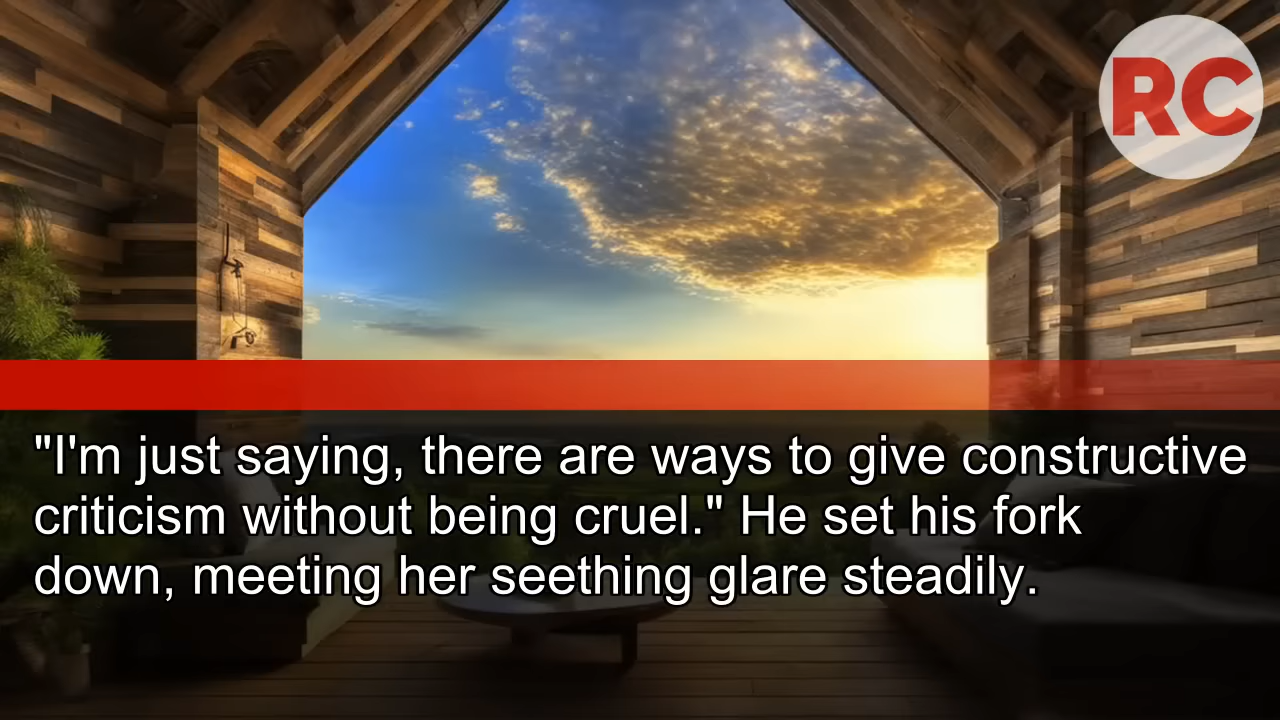 RC
"I'm just saying, there are ways to give constructive
criticism without being cruel." He set his fork
down, meeting her seething glare steadily.